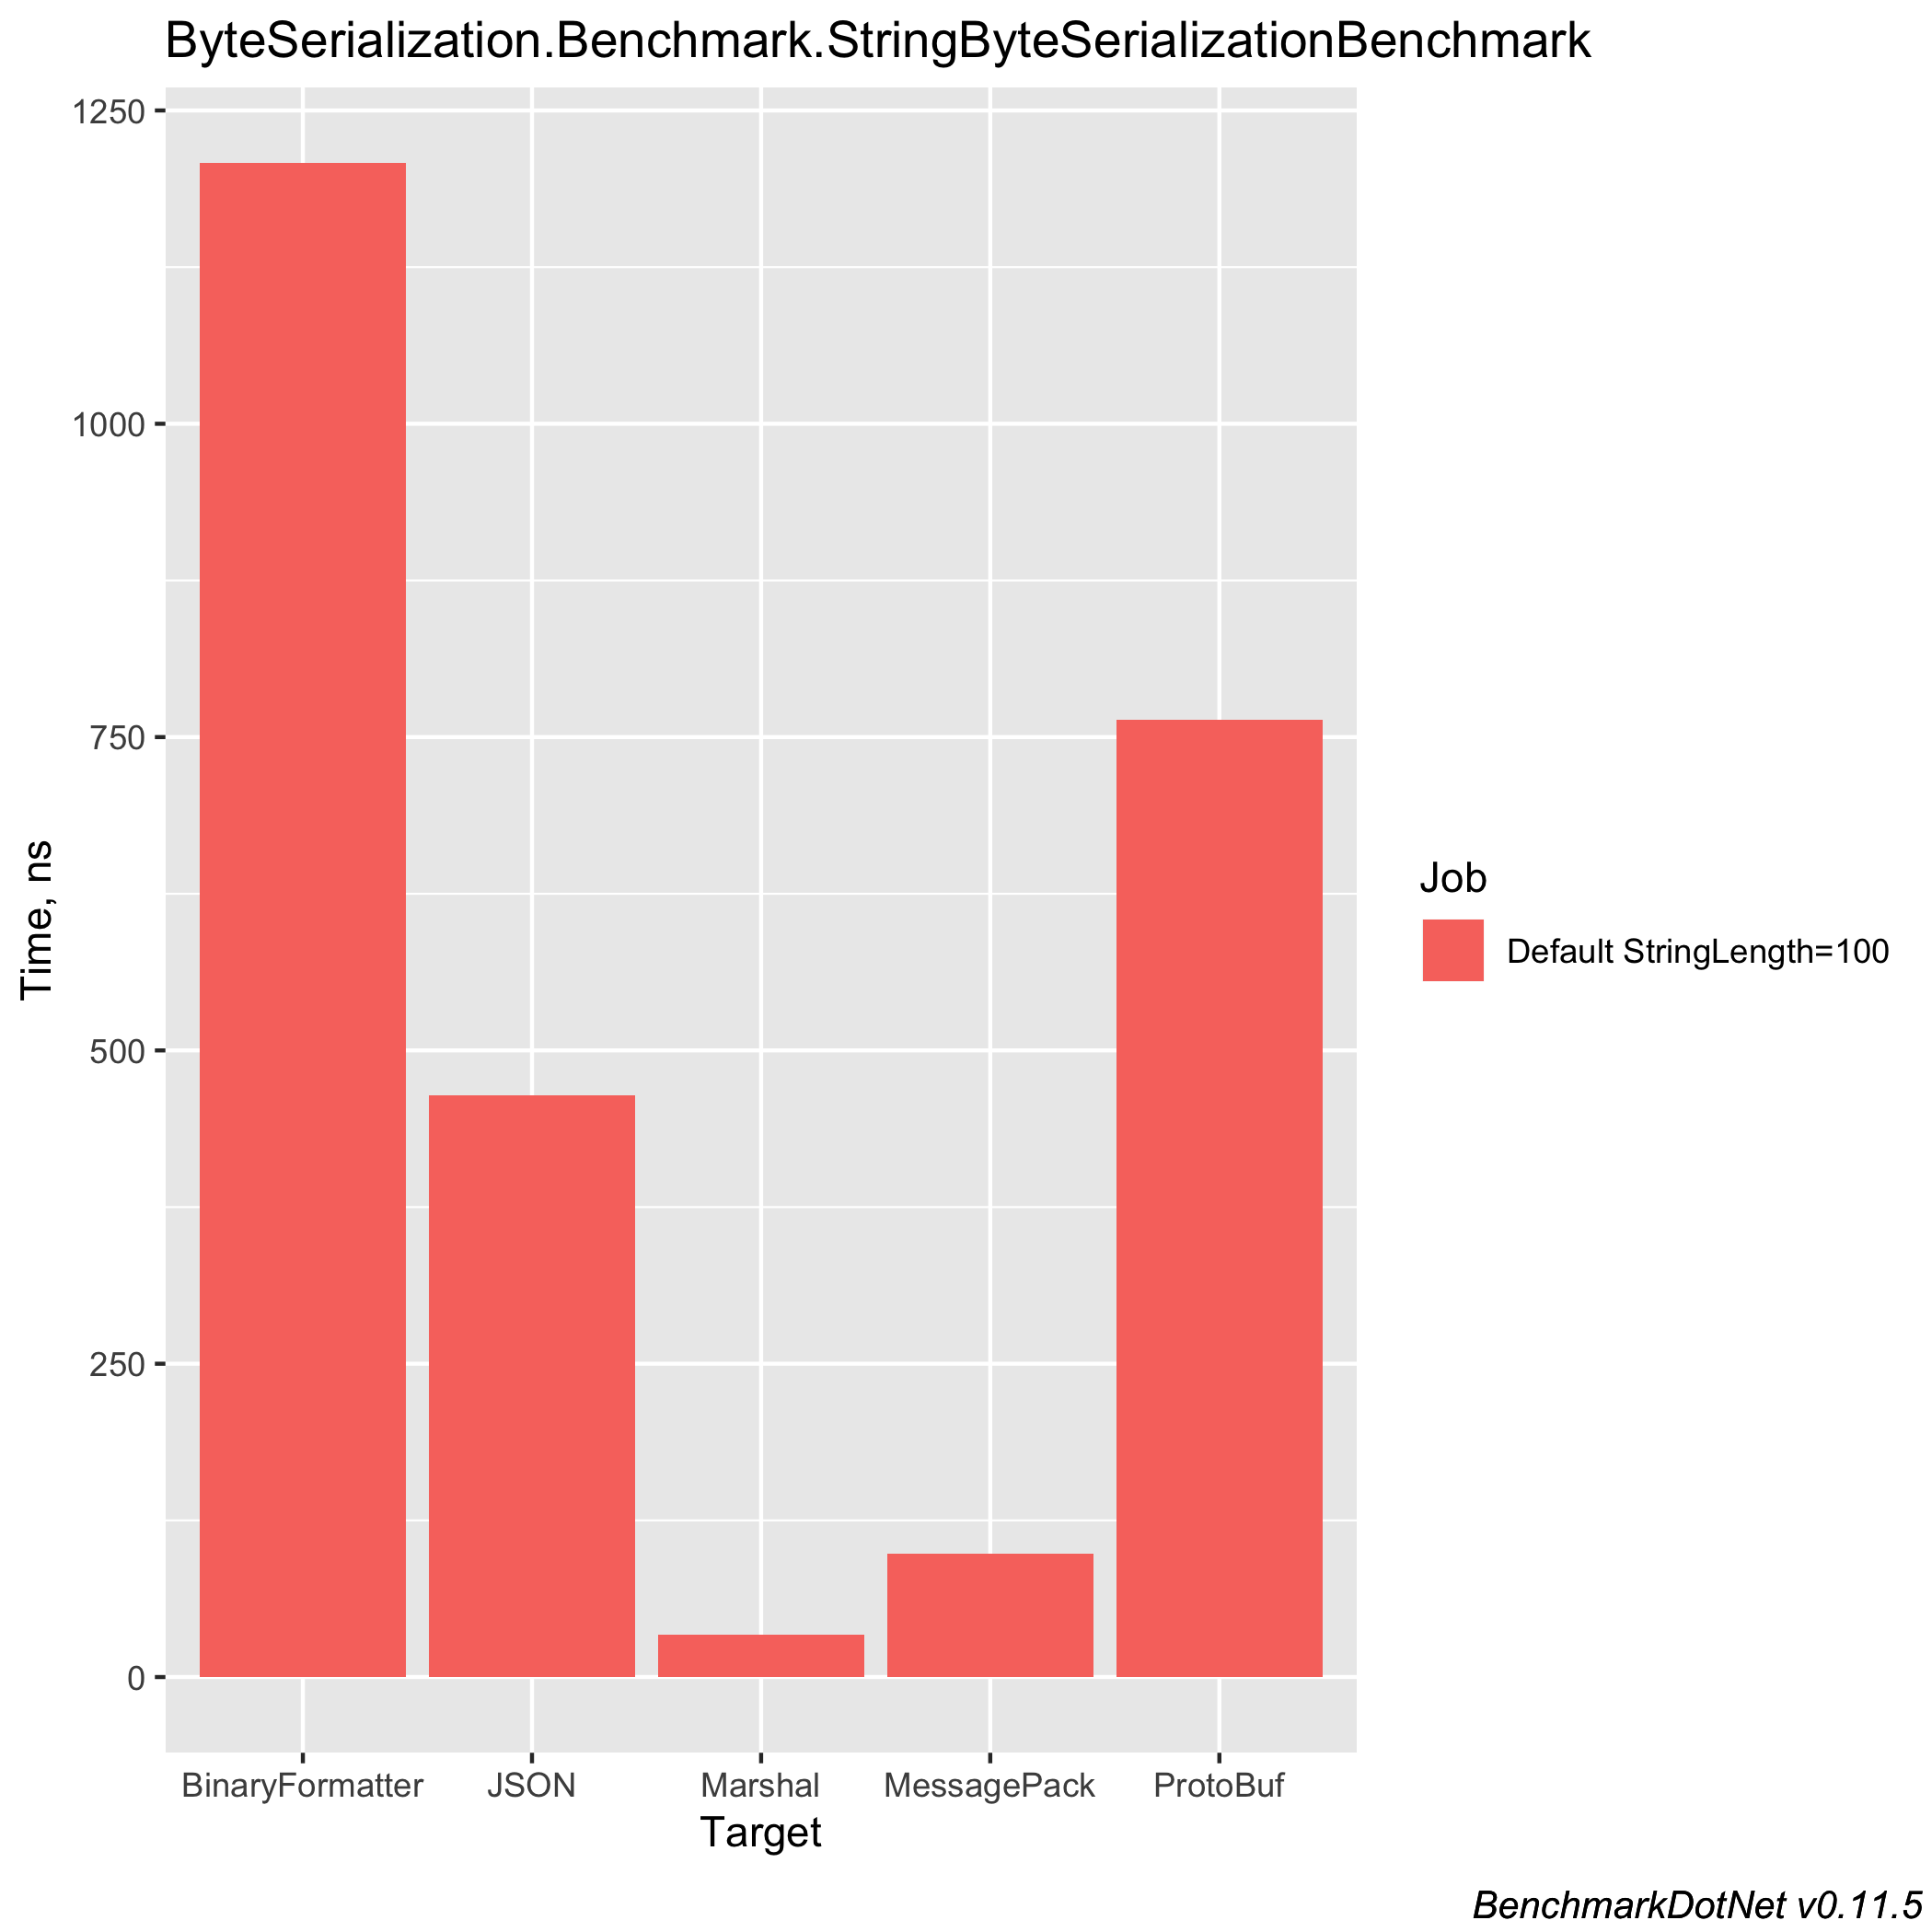 ByteSerialization.Benchmark.StringByteSerializationBenchmark
1250
1000
750
500
250
0
Time, ns
BinaryFormatter JSON Marshal MessagePack ProtoBuf
Target
Job
Default StringLength=100
BenchmarkDotNet v0.11.5